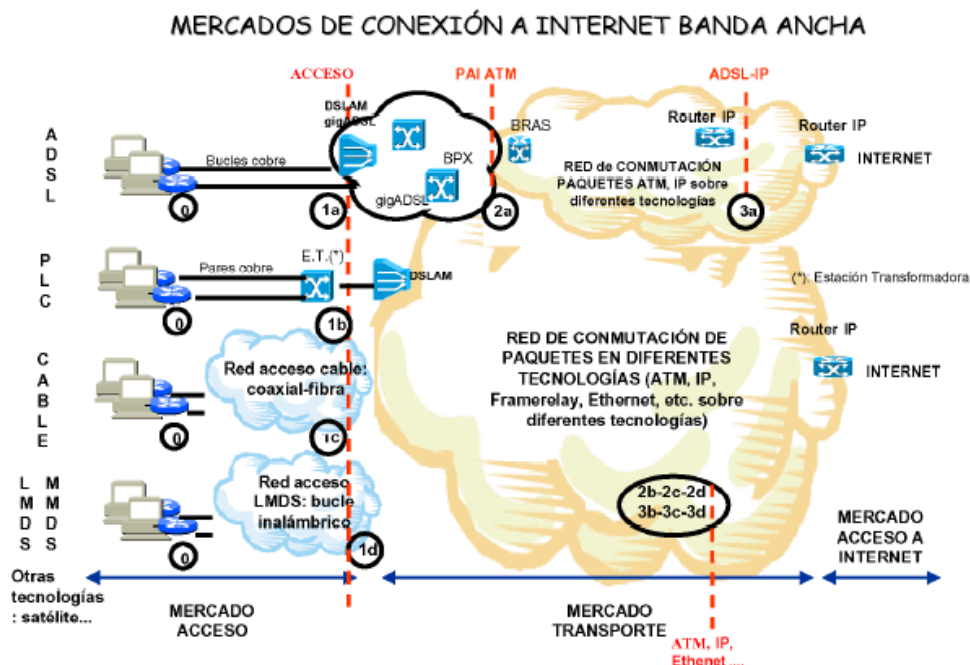 MERCADOS DE CONEXIÓN A INTERNET BANDA ANCHA
ACCESO
PAI ATM
ADSL-IP
ADSL
Bucles cobre
0
1a
DSLAM
gigADSL
BPX
gigADSL
2a
BRAS
Router IP
RED de CONMUTACIÓN
PAQUETES ATM, IP sobre
diferentes tecnologías
3a
Router IP
INTERNET
PLC
Pares cobre
0
E.T.(*)
1b
DSLAM
(*): Estación Transformadora
CABLE
0
Red acceso cable:
coaxial-fibra
1c
RED DE CONMUTACIÓN DE
PAQUETES EN DIFERENTES
TECNOLOGÍAS (ATM, IP,
Framerelay, Ethernet, etc. sobre
diferentes tecnologías)
Router IP
INTERNET
LMDS
MMDS
0
Red acceso
LMDS: bucle
inalámbrico
1d
2b-2c-2d
3b-3c-3d
MERCADO
ACCESO A
INTERNET
Otras
tecnologías
: satélite...
MERCADO
ACCESO
MERCADO
TRANSPORTE
ATM, IP,
Ethenet ....